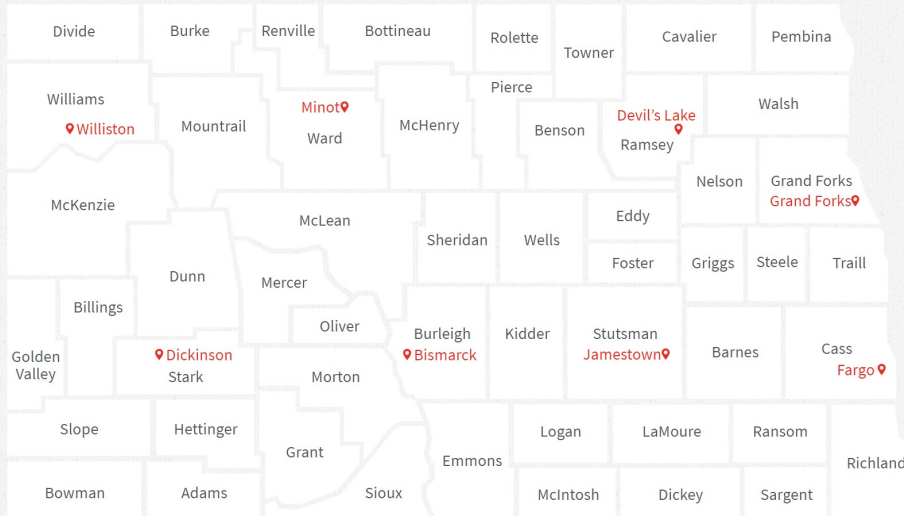 Divide
Burke
Renville
Bottineau
Rolette
Towner
Cavalier
Pembina
Williams
Williston
Mountrail
Minot
Ward
McHenry
Pierce
Benson
Devil's Lake
Ramsey
Walsh
McKenzie
McLean
Sheridan
Wells
Eddy
Foster
Nelson
Grand Forks
Grand Forks
Griggs
Steele
Traill
Dunn
Mercer
Oliver
Billings
Golden
Valley
Dickinson
Stark
Morton
Burleigh
Bismarck
Kidder
Stutsman
Jamestown
Barnes
Cass
Fargo
Slope
Hettinger
Grant
Emmons
Logan
LaMoure
Ransom
Richland
Bowman
Adams
Sioux
McIntosh
Dickey
Sargent